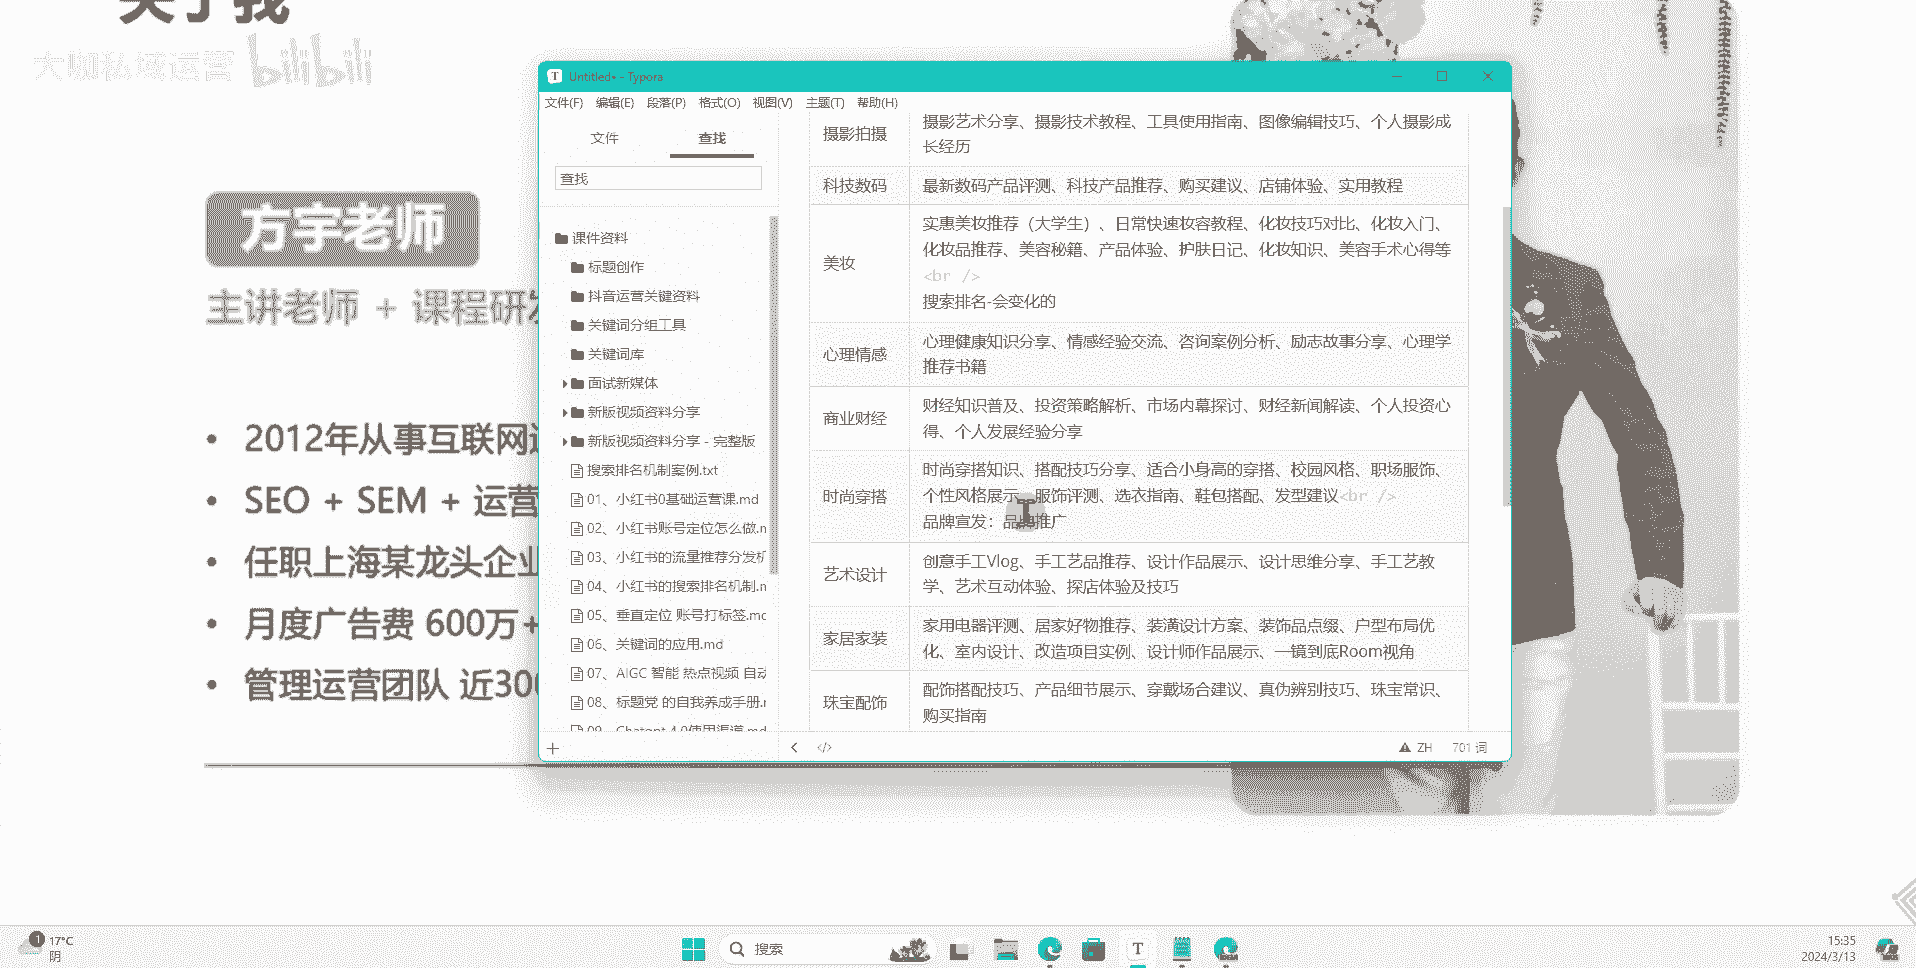 关于我
大咖私域运营 bilibili
方宇老师
主讲老师 + 课程研发
• 2012年从事互联网运
• SEO + SEM + 运营
• 任职上海某龙头企业
• 月度广告费 600万+
• 管理运营团队 近300
Untitled• - Typora
文件(F) 编辑(E) 段落(P) 格式(O) 视图(V) 主题(T) 帮助(H)
文件 查找
查找
课件资料
标题创作
抖音运营关键资料
关键词分组工具
关键词库
面试新媒体
新版视频资料分享
新版视频资料分享 - 完整版
搜索排名机制案例.txt
01、小红书0基础运营课.md
02、小红书账号定位怎么做.m
03、小红书的流量推荐分发机
04、小红书的搜索排名机制.m
05、垂直定位 账号打标签.mc
06、关键词的应用.md
07、AIGC 智能 热点视频 自动
08、标题党 的自我养成手册.r
09、Chatgpt 4.0使用渠道.md
摄影拍摄
摄影艺术分享、摄影技术教程、工具使用指南、图像编辑技巧、个人摄影成
长经历
科技数码
最新数码产品评测、科技产品推荐、购买建议、店铺体验、实用教程
美妆
实惠美妆推荐（大学生）、日常快速妆容教程、化妆技巧对比、化妆入门、
化妆品推荐、美容秘籍、产品体验、护肤日记、化妆知识、美容手术心得等
<br />
搜索排名-会变化的
心理情感
心理健康知识分享、情感经验交流、咨询案例分析、励志故事分享、心理学
推荐书籍
商业财经
财经知识普及、投资策略解析、市场内幕探讨、财经新闻解读、个人投资心
得、个人发展经验分享
时尚穿搭
时尚穿搭知识、搭配技巧分享、适合小身高的穿搭、校园风格、职场服饰、
个性风格展示、服饰评测、选衣指南、鞋包搭配、发型建议<br />
品牌宣发：品牌推广
艺术设计
创意手工Vlog、手工艺品推荐、设计作品展示、设计思维分享、手工艺教
学、艺术互动体验、探店体验及技巧
家居家装
家用电器评测、居家好物推荐、装潢设计方案、装饰品点缀、户型布局优
化、室内设计、改造项目实例、设计师作品展示、一镜到底Room视角
珠宝配饰
配饰搭配技巧、产品细节展示、穿戴场合建议、真伪辨别技巧、珠宝常识、
购买指南
ZH 701 词
1
17°C
阴
搜索
15:35
2024/3/13